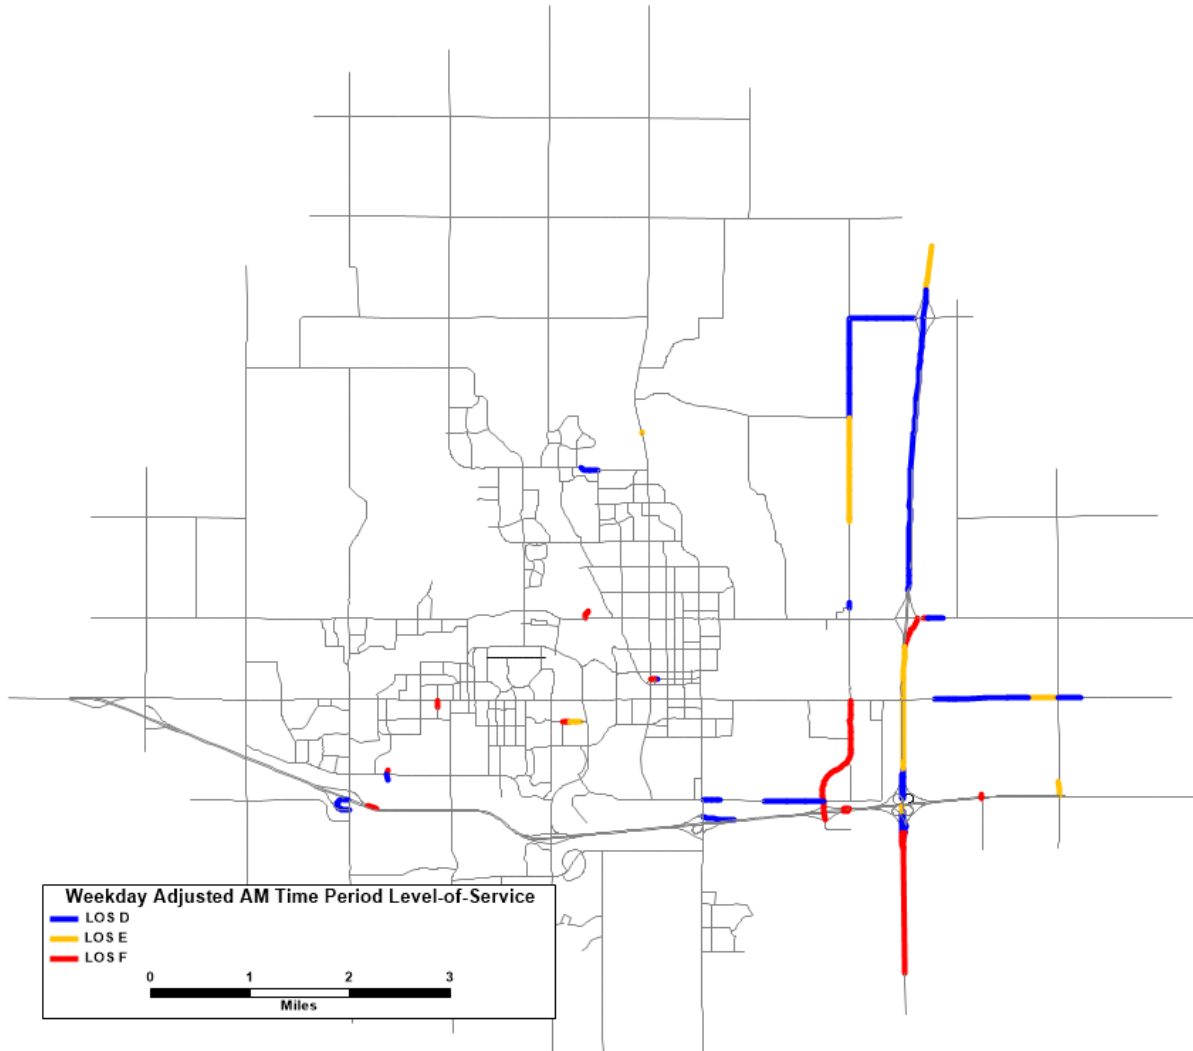 Weekday Adjusted AM Time Period Level-of-Service
LOS D
LOS E
LOS F
0 1 2 3
Miles